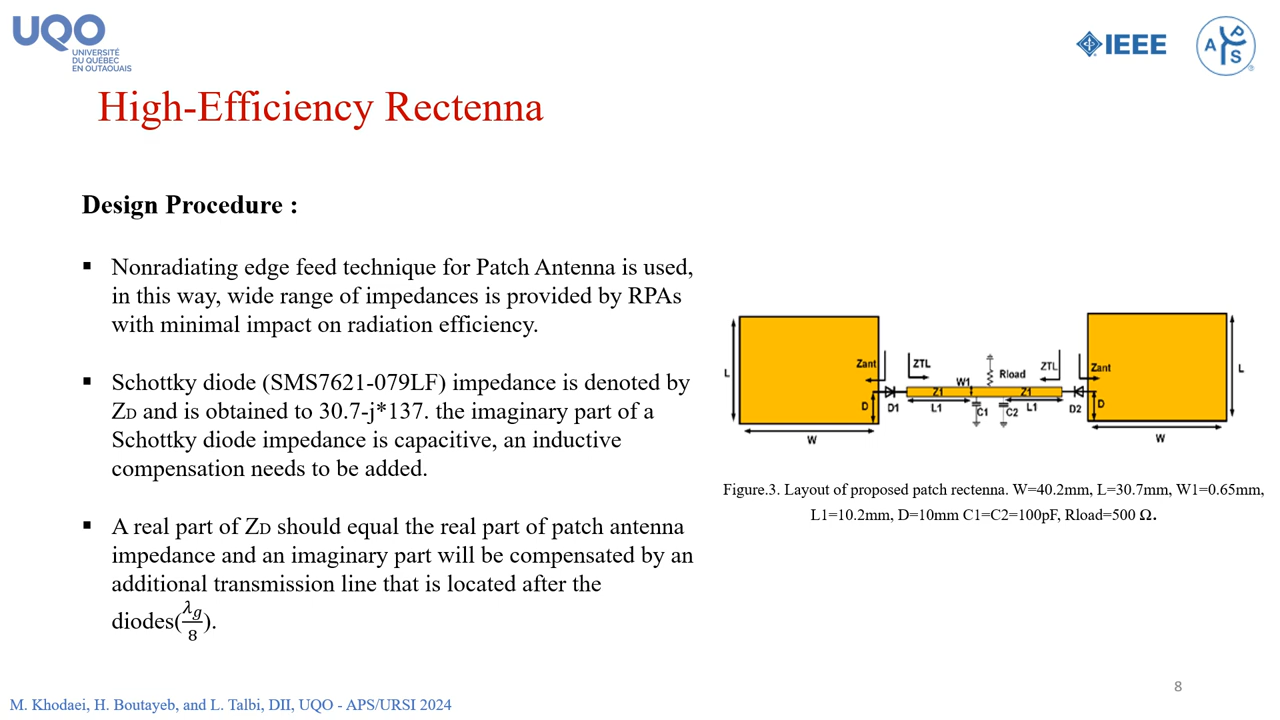 UQO
UNIVERSITÉ
DU QUÉBEC
EN OUTAOUAIS
IEEE
A P S
High-Efficiency Rectenna
Design Procedure :
▪ Nonradiating edge feed technique for Patch Antenna is used,
in this way, wide range of impedances is provided by RPAs
with minimal impact on radiation efficiency.
▪ Schottky diode (SMS7621-079LF) impedance is denoted by
ZD and is obtained to 30.7-j*137. the imaginary part of a
Schottky diode impedance is capacitive, an inductive
compensation needs to be added.
▪ A real part of ZD should equal the real part of patch antenna
impedance and an imaginary part will be compensated by an
additional transmission line that is located after the
diodes(λg/8).
L
W
Zant
ZTL
D
D1
Z1
L1
W1
Rload
C1
C2
Z1
L1
ZTL
D2
Zant
D
W
L
Figure.3. Layout of proposed patch rectenna. W=40.2mm, L=30.7mm, W1=0.65mm,
L1=10.2mm, D=10mm C1=C2=100pF, Rload=500 Ω.
8
M. Khodaei, H. Boutayeb, and L. Talbi, DII, UQO - APS/URSI 2024